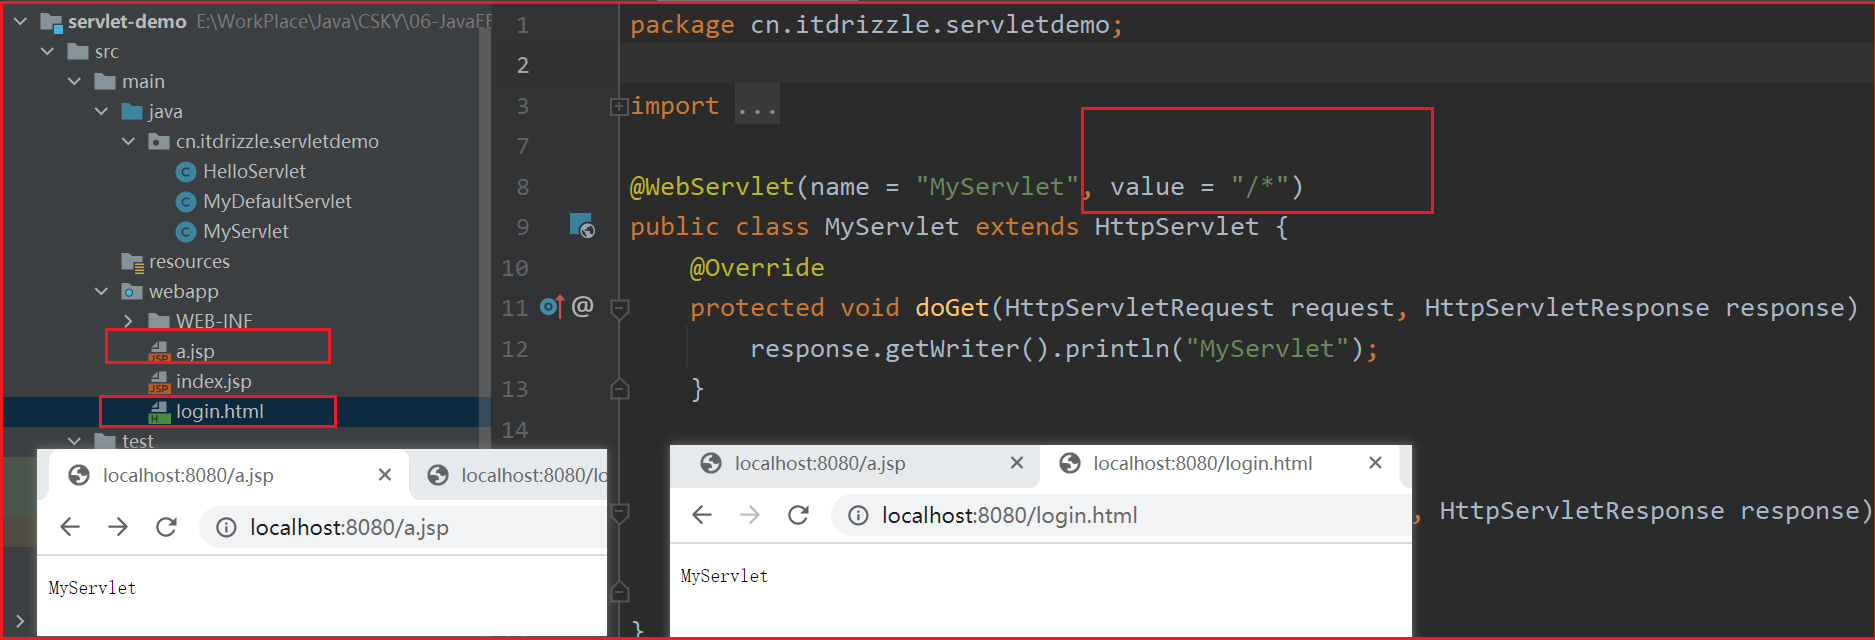 servlet-demo E:\WorkPlace\Java\CSKY\06-JavaEE
src
main
java
cn.itdrizzle.servletdemo
HelloServlet
MyDefaultServlet
MyServlet
resources
webapp
WEB-INF
a.jsp
index.jsp
login.html
test
1 package cn.itdrizzle.servletdemo;
2
3 import ...
7
8 @WebServlet(name = "MyServlet", value = "/*")
9 public class MyServlet extends HttpServlet {
10 @Override
11 @ protected void doGet(HttpServletRequest request, HttpServletResponse response)
12 response.getWriter().println("MyServlet");
13 }
14
, HttpServletResponse response)
}
localhost:8080/a.jsp localhost:8080/lo
localhost:8080/a.jsp
MyServlet
localhost:8080/a.jsp localhost:8080/login.html
localhost:8080/login.html
MyServlet